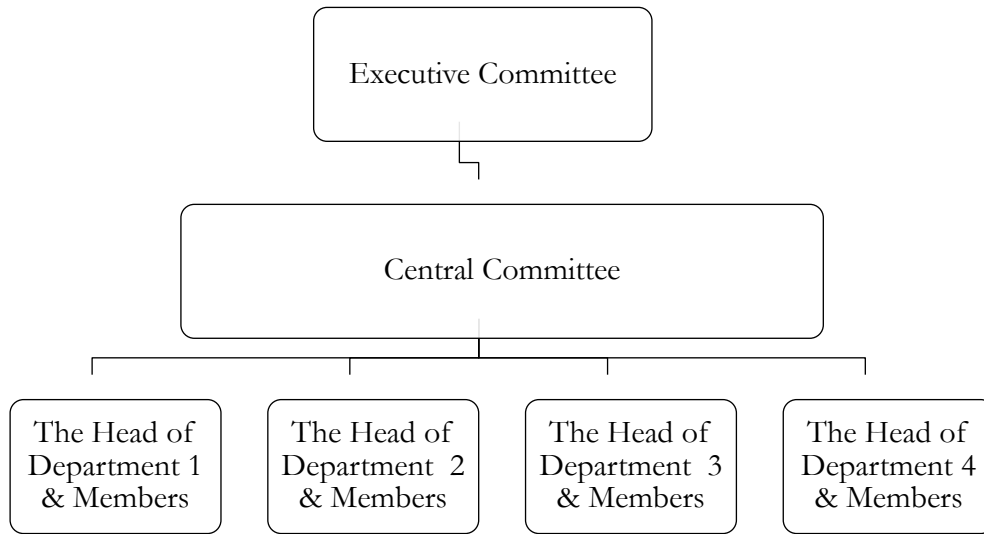 Executive Committee
Central Committee
The Head of
Department 1
& Members
The Head of
Department  2
& Members
The Head of
Department  3
& Members
The Head of
Department 4
& Members